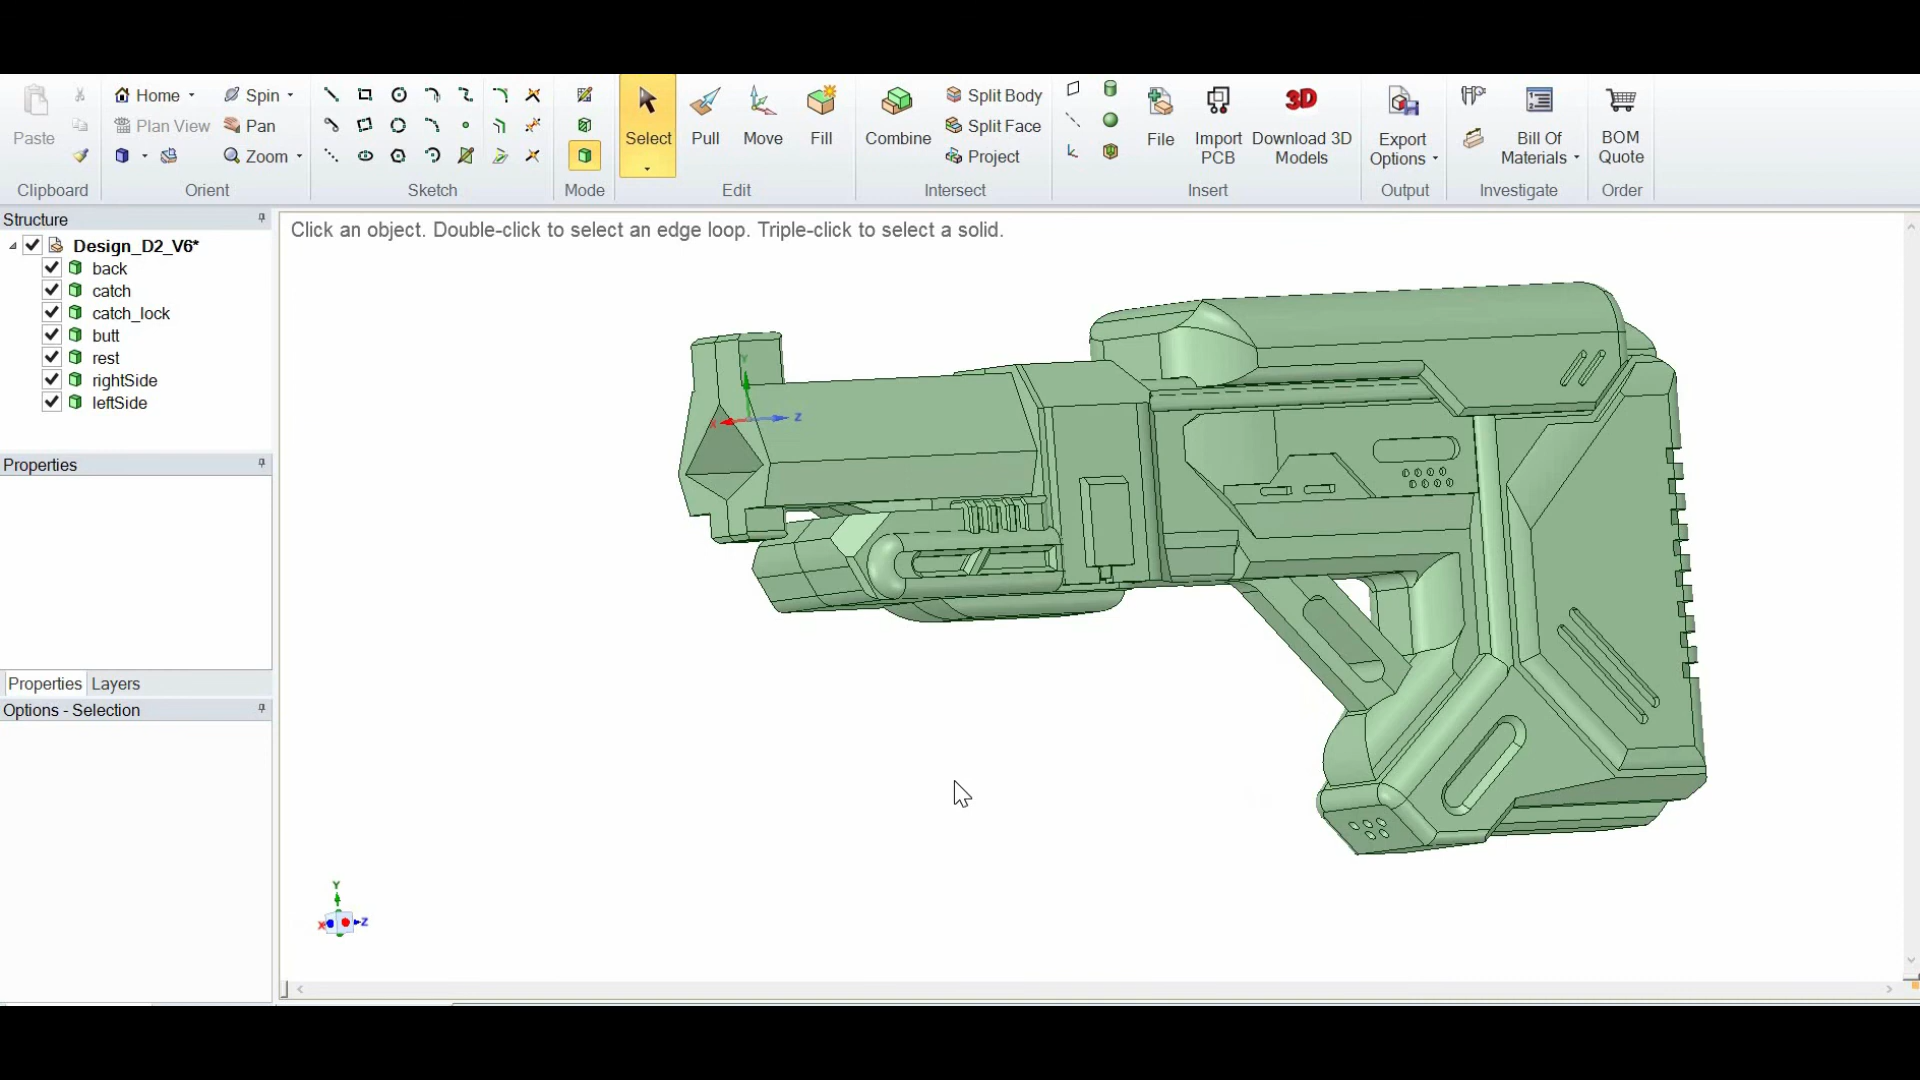 Paste
Clipboard
Home
Plan View
Spin
Pan
Zoom
Orient
Sketch
Mode
Select
Pull
Move
Fill
Edit
Combine
Split Body
Split Face
Project
Intersect
File
Import
PCB
3D
Download 3D
Models
Insert
Export
Options
Output
Bill Of
Materials
Investigate
BOM
Quote
Order
Structure
Design_D2_V6*
back
catch
catch_lock
butt
rest
rightSide
leftSide
Properties
Properties Layers
Options - Selection
Click an object. Double-click to select an edge loop. Triple-click to select a solid.
Y
X
Z
Y
X
Z